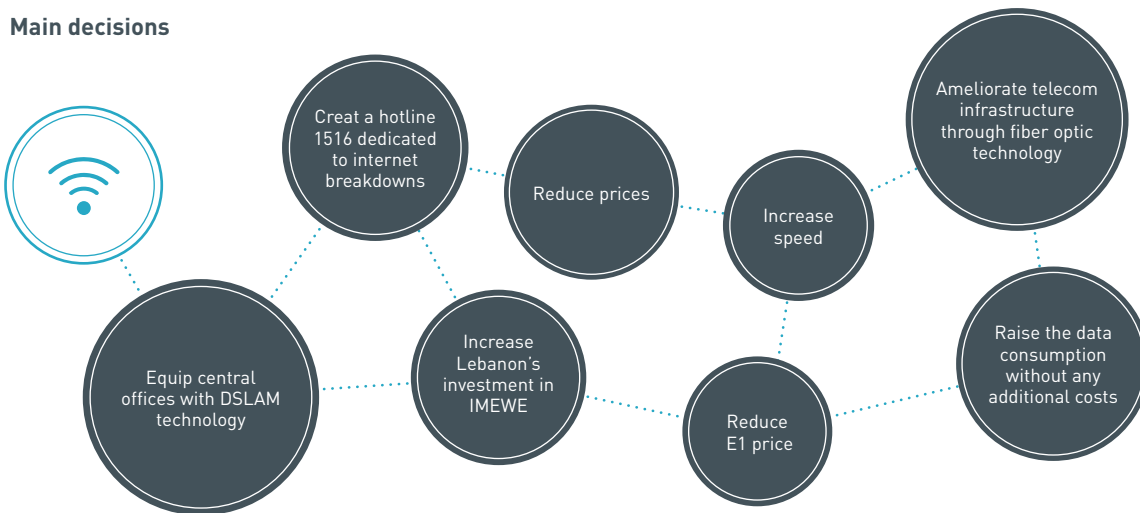 Main decisions
Creat a hotline
1516 dedicated
to internet
breakdowns
Reduce prices
Increase
speed
Ameliorate telecom
infrastructure
through fiber optic
technology
Equip central
offices with DSLAM
technology
Increase
Lebanon’s
investment in
IMEWE
Reduce
E1 price
Raise the data
consumption
without any
additional costs